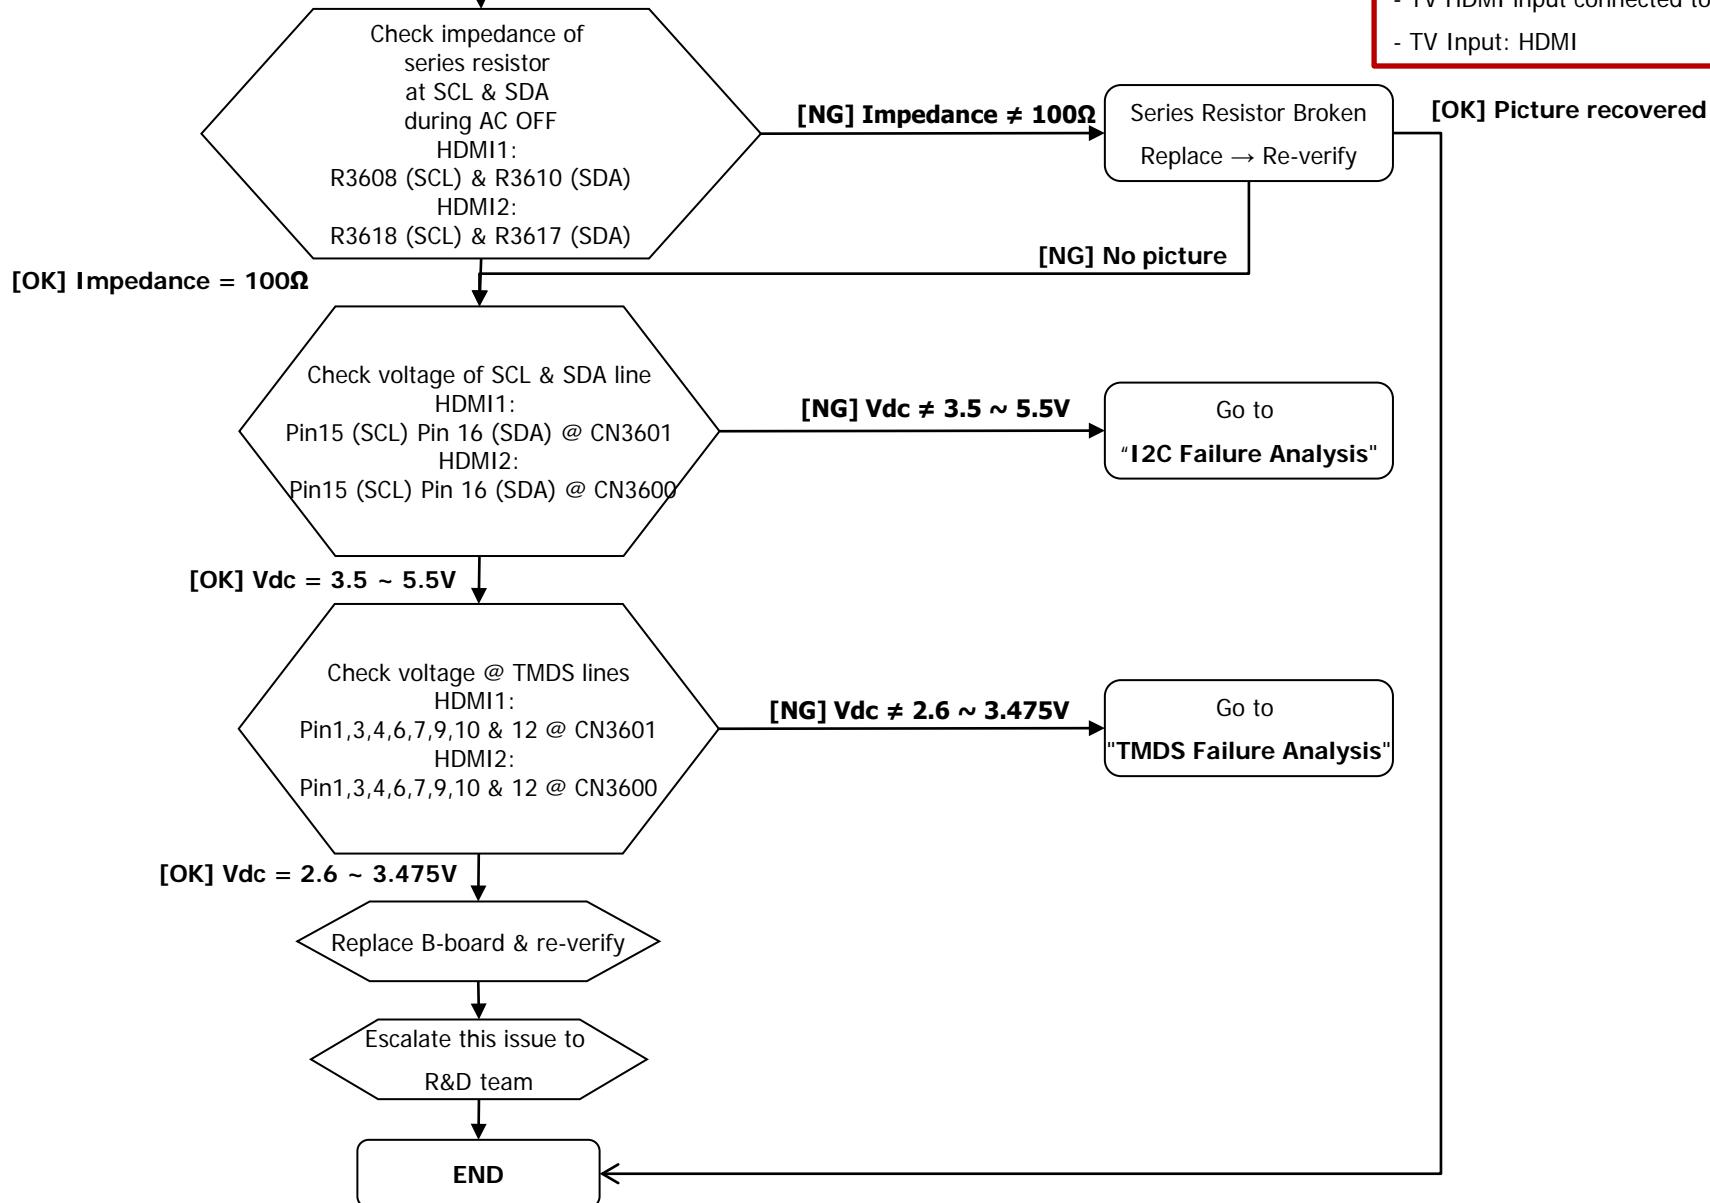 - TV HDMI Input connected to
- TV Input: HDMI
Check impedance of
series resistor
at SCL & SDA
during AC OFF
HDMI1:
R3608 (SCL) & R3610 (SDA)
HDMI2:
R3618 (SCL) & R3617 (SDA)
[NG] Impedance ≠ 100Ω
Series Resistor Broken
Replace → Re-verify
[OK] Picture recovered
[NG] No picture
[OK] Impedance = 100Ω
Check voltage of SCL & SDA line
HDMI1:
Pin15 (SCL) Pin 16 (SDA) @ CN3601
HDMI2:
Pin15 (SCL) Pin 16 (SDA) @ CN3600
[NG] Vdc ≠ 3.5 ~ 5.5V
Go to
“I2C Failure Analysis"
[OK] Vdc = 3.5 ~ 5.5V
Check voltage @ TMDS lines
HDMI1:
Pin1,3,4,6,7,9,10 & 12 @ CN3601
HDMI2:
Pin1,3,4,6,7,9,10 & 12 @ CN3600
[NG] Vdc ≠ 2.6 ~ 3.475V
Go to
"TMDS Failure Analysis"
[OK] Vdc = 2.6 ~ 3.475V
Replace B-board & re-verify
Escalate this issue to
R&D team
END